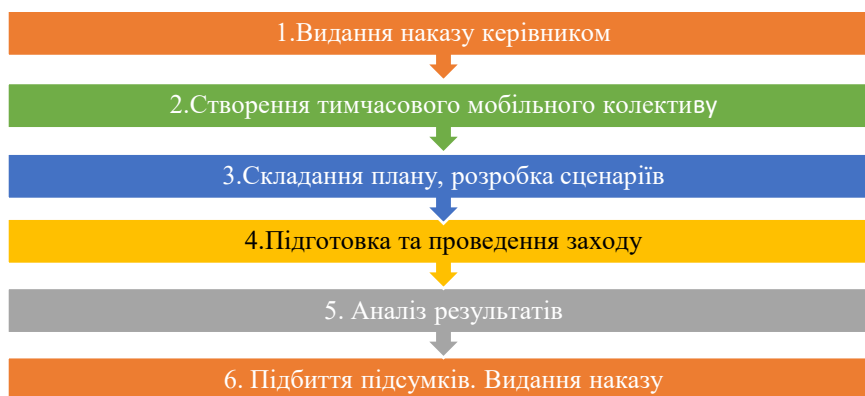 1.Видання наказу керівником
2.Створення тимчасового мобільного колективу
3.Складання плану, розробка сценаріїв
4.Підготовка та проведення заходу
5. Аналіз результатів
6. Підбиття підсумків. Видання наказу